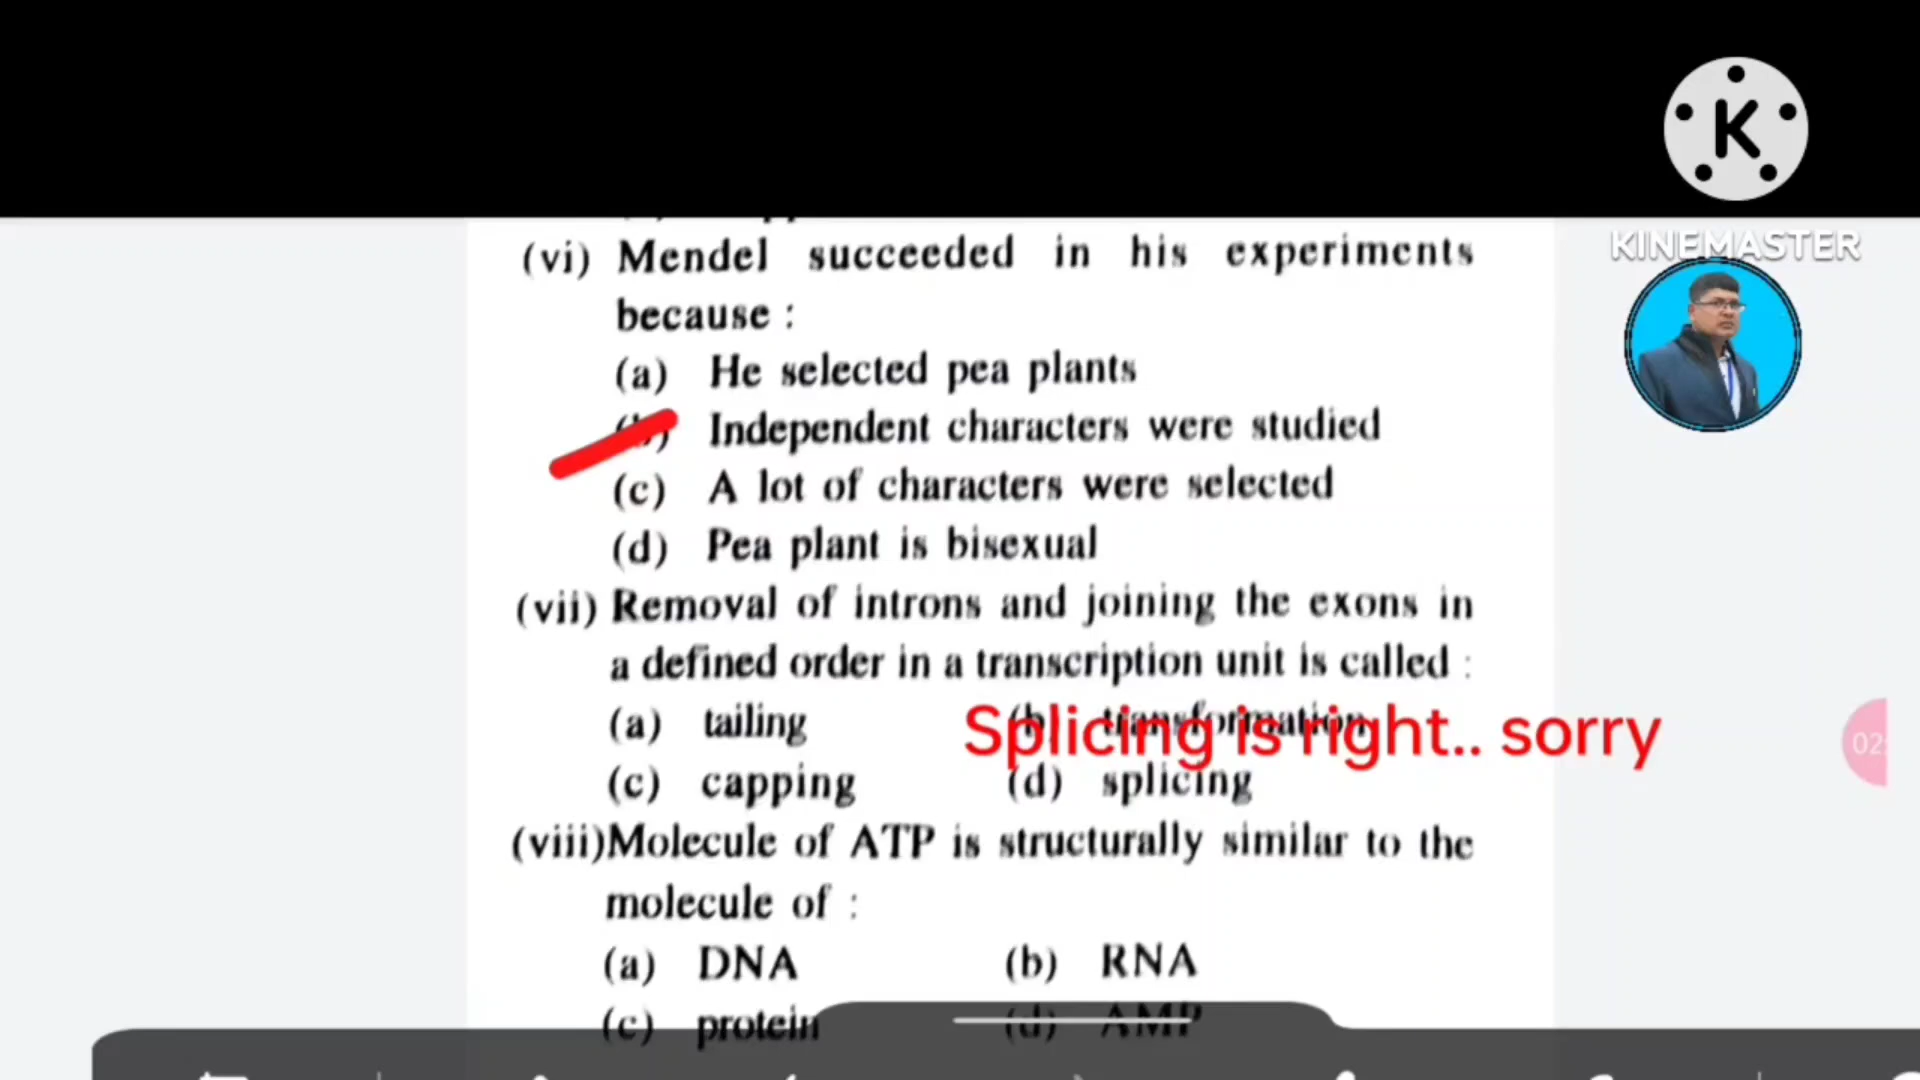 K
KINEMASTER
(vi) Mendel succeeded in his experiments
because :
(a) He selected pea plants
(b) Independent characters were studied
(c) A lot of characters were selected
(d) Pea plant is bisexual
(vii) Removal of introns and joining the exons in
a defined order in a transcription unit is called :
(a) tailing (b) transformation
Splicing is right.. sorry
(c) capping (d) splicing
(viii) Molecule of ATP is structurally similar to the
molecule of :
(a) DNA (b) RNA
(c) protein (d) AMP